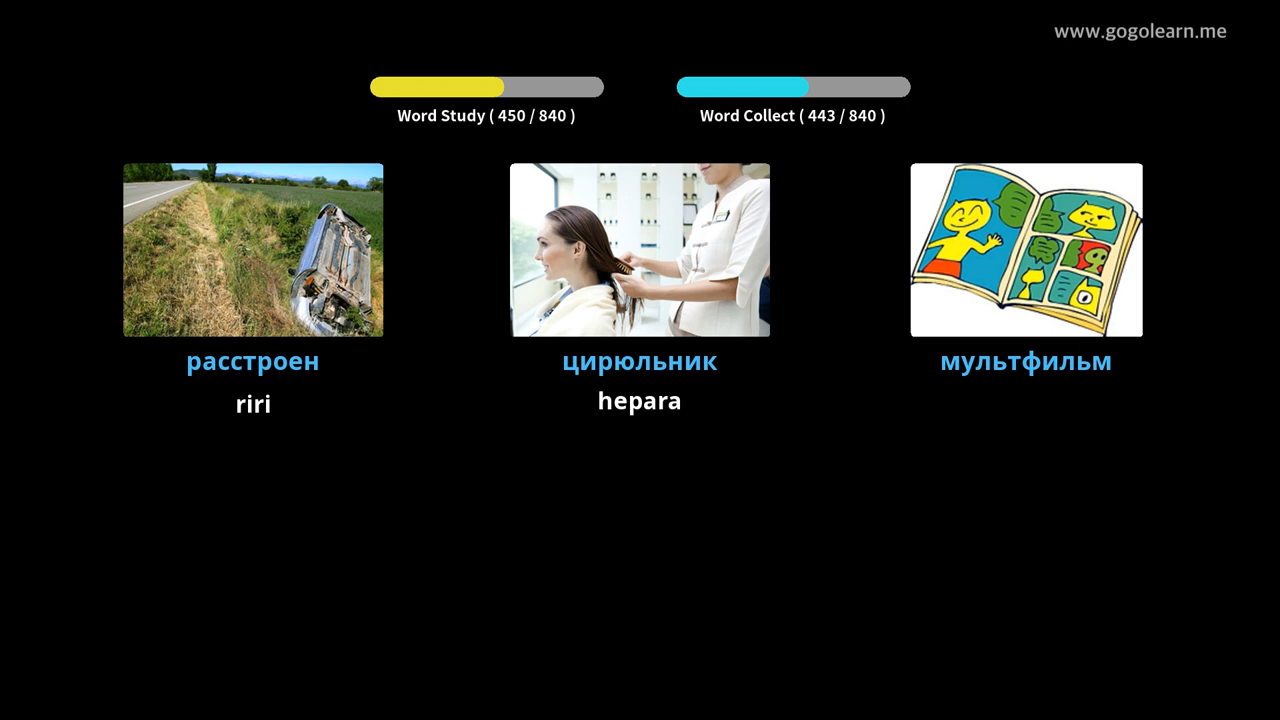 www.gogolearn.me
Word Study ( 450 / 840 )
Word Collect ( 443 / 840 )
расстроен
цирюльник
мультфильм
riri
hepara